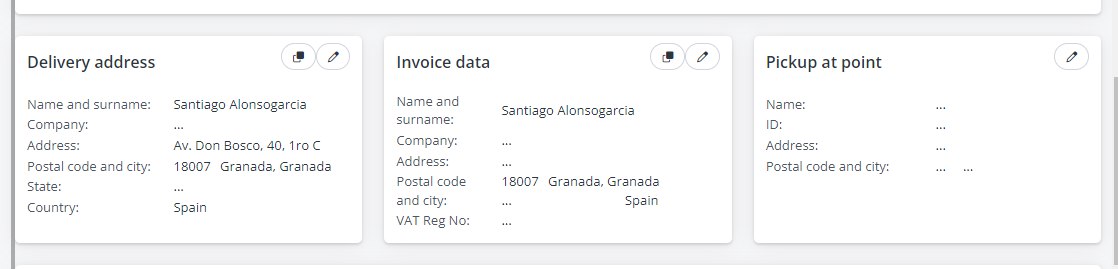 Delivery address
Name and surname: Santiago Alonsogarcia
Company: ...
Address: Av. Don Bosco, 40, 1ro C
Postal code and city: 18007 Granada, Granada
State: ...
Country: Spain
Invoice data
Name and
surname: Santiago Alonsogarcia
Company: ...
Address: ...
Postal code 18007 Granada, Granada
and city: ... Spain
VAT Reg No: ...
Pickup at point
Name: ...
ID: ...
Address: ...
Postal code and city: ... ...